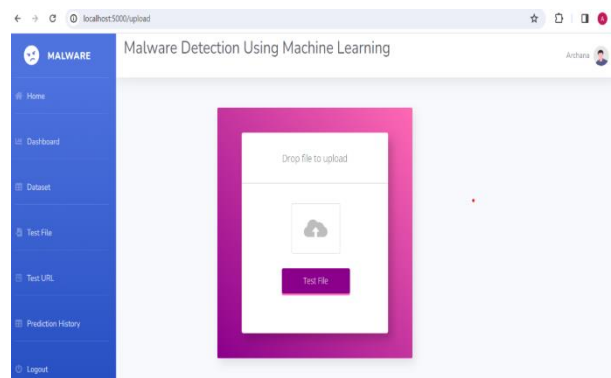 localhost:5000/upload
A
MALWARE
Malware Detection Using Machine Learning
Archana
Home
Dashboard
Dataset
Test File
Test URL
Prediction History
Logout
Drop file to upload
Test File